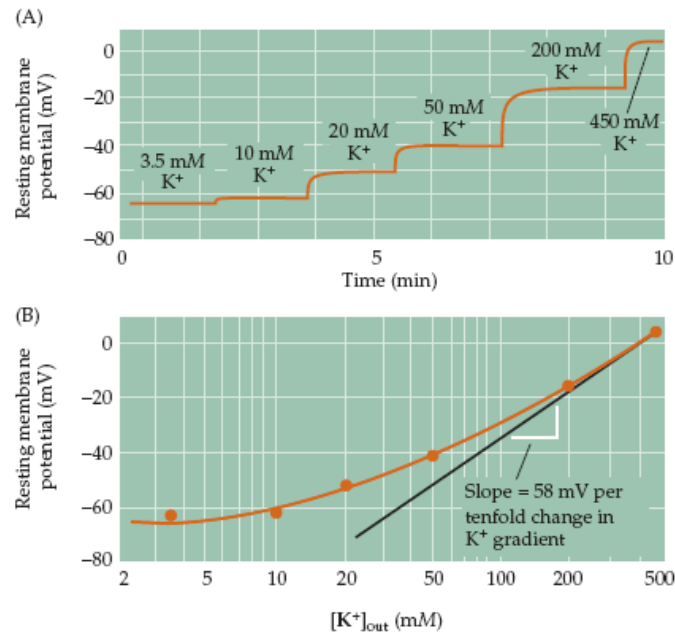 (A)
Resting membrane
potential (mV)
0
−20
−40
−60
−80
3.5 mM
K+
10 mM
K+
20 mM
K+
50 mM
K+
200 mM
K+
450 mM
K+
0
5
10
Time (min)
(B)
Resting membrane
potential (mV)
0
−20
−40
−60
−80
Slope = 58 mV per
tenfold change in
K+ gradient
2
5
10
20
50
100
200
500
[K+]out (mM)